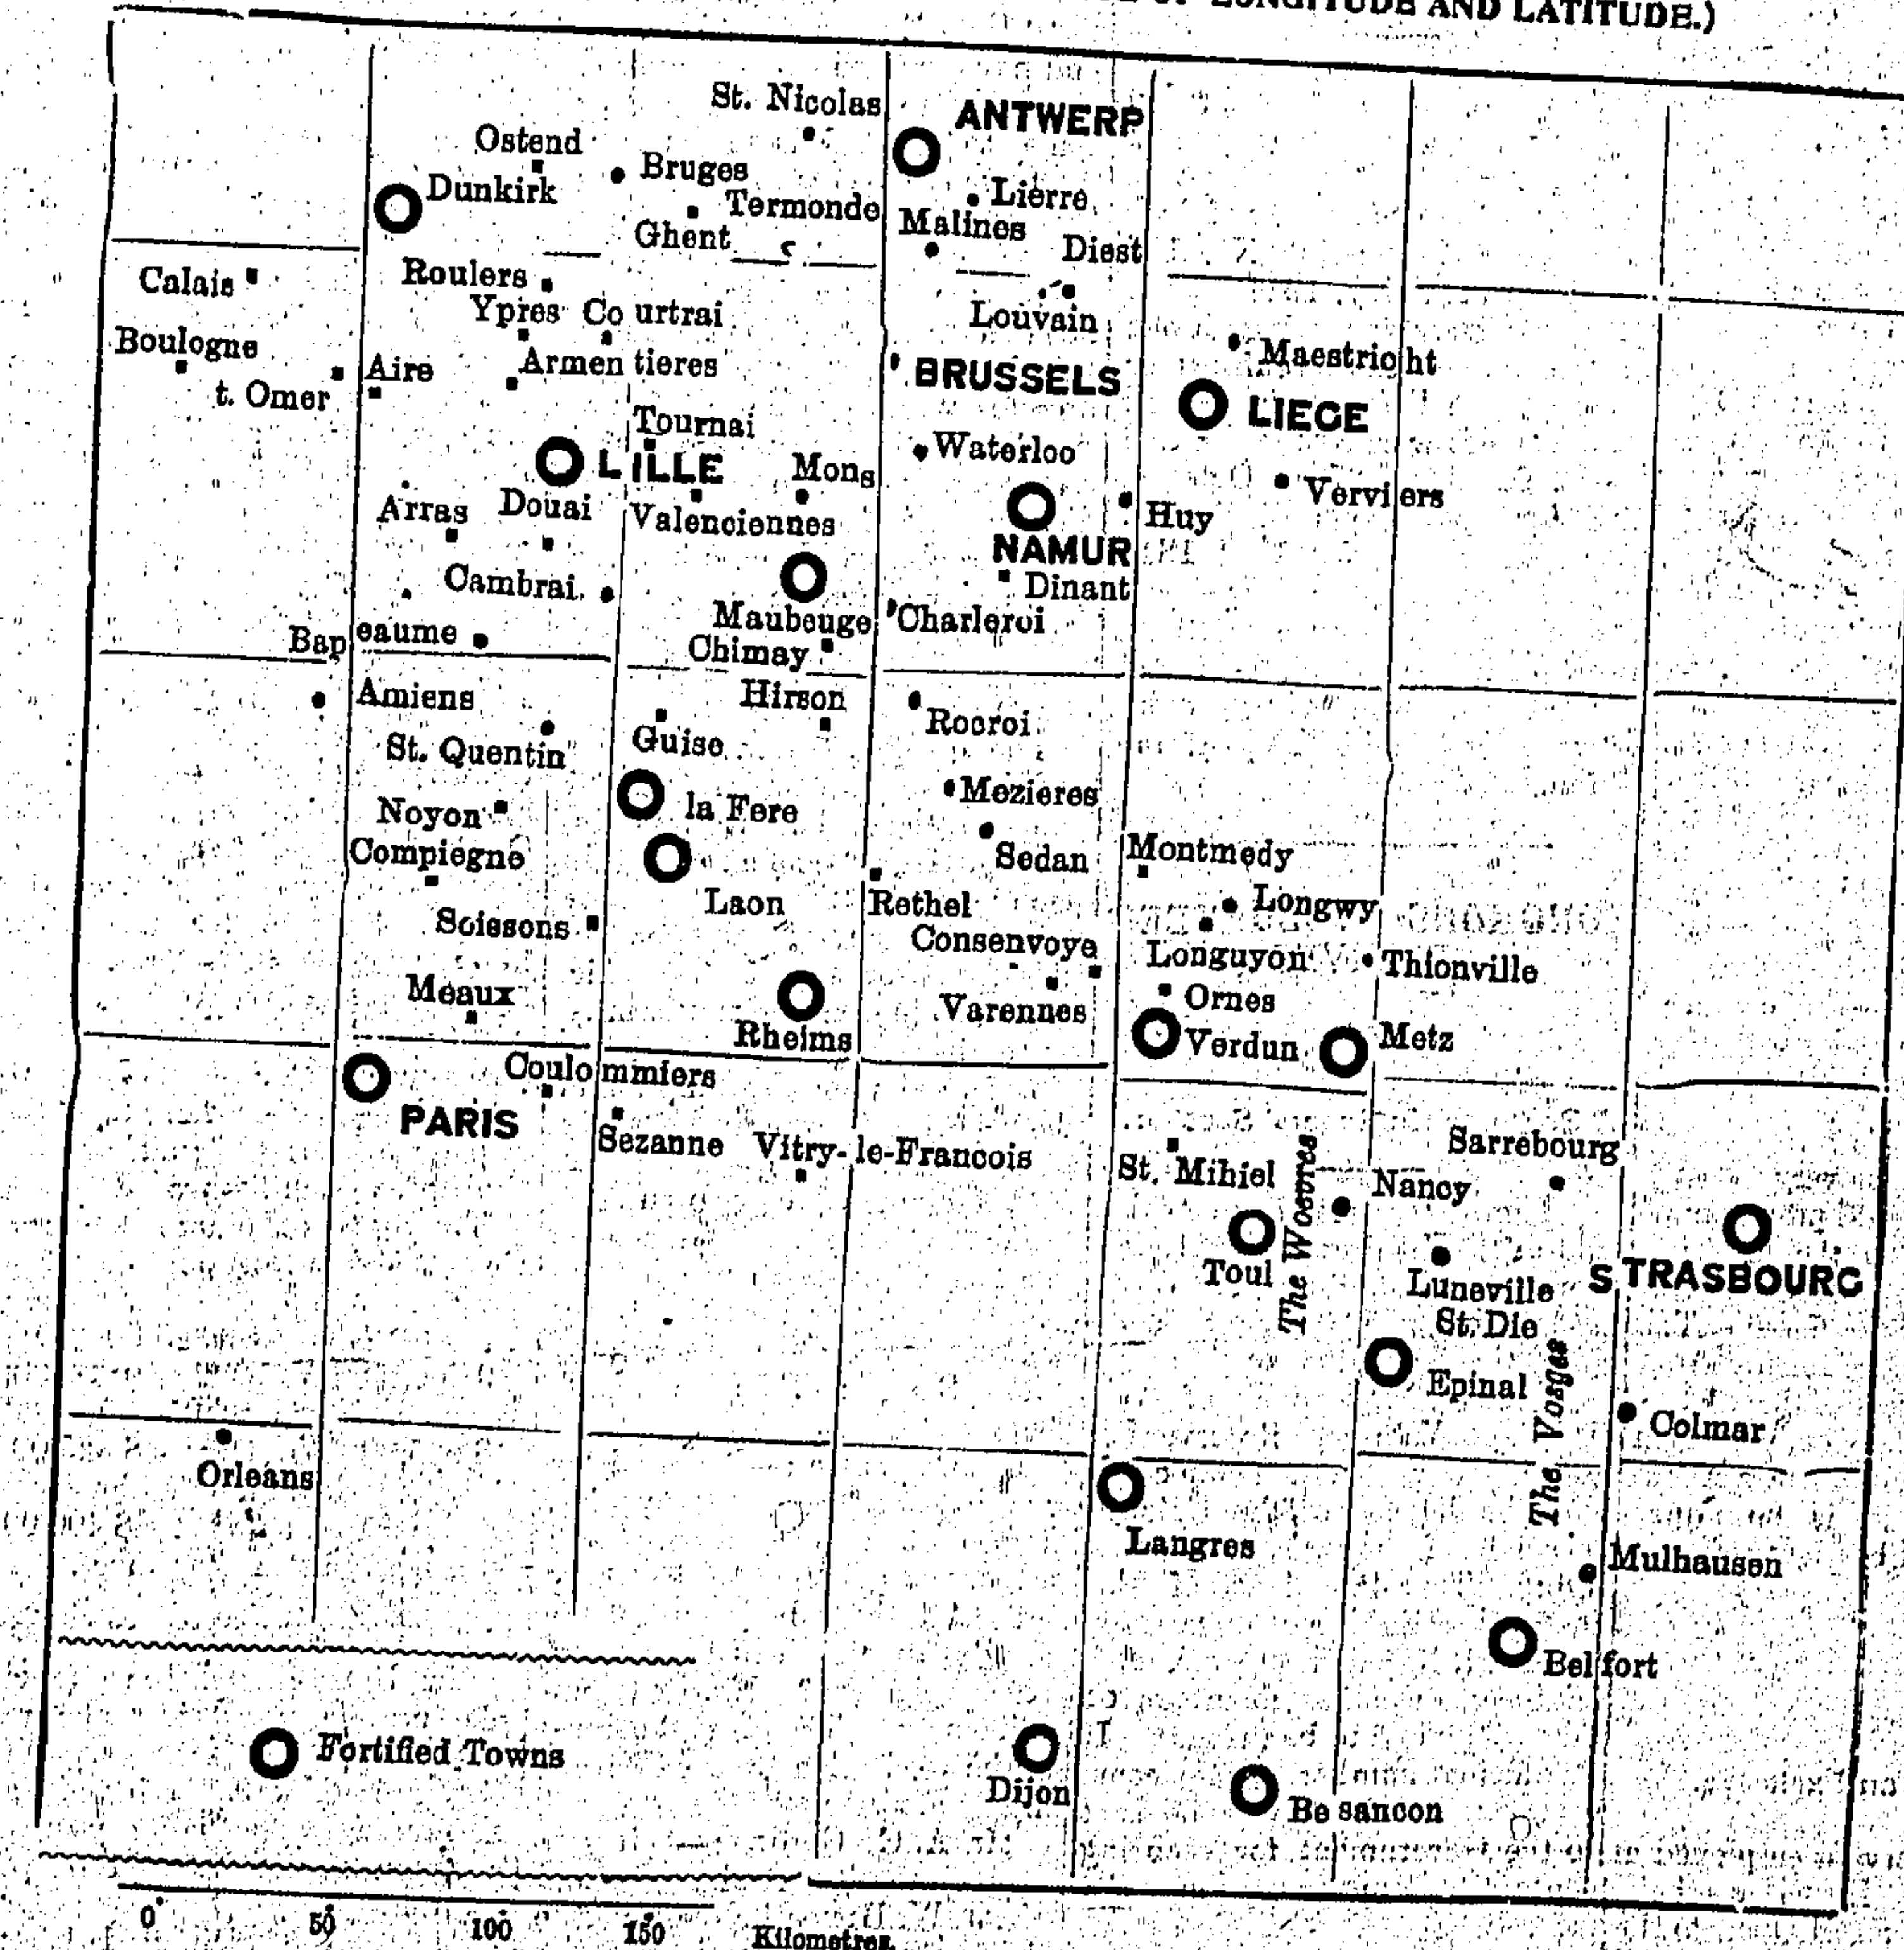 LONGITUDE AND LATITUDE.)
St. Nicolas
ANTWERP
Ostend
Bruges
Dunkirk
Termonde
Lierre
Malines
Ghent
Diest
Calais
Roulers
Ypres Co urtrai
Louvain
Boulogne
Maestricht
Aire
Armen tieres
BRUSSELS
t. Omer
LIEGE
Tournai
Waterloo
L ILLE
Mons
Verviers
Arras
Douai
Valenciennes
Huy
NAMUR
Cambrai
Dinant
Maubeuge
Charleroi
Bapeaume
Chimay
Amiens
Hirson
Rocroi
St. Quentin
Guise
Mezieres
Noyon
la Fere
Compiegne
Sedan
Montmedy
Laon
Rethel
Longwy
Soissons
Consenvoye
Longuyon
Thionville
Meaux
Varennes
Ornes
Rheims
Verdun
Metz
Coulommiers
PARIS
Sezanne
Vitry-le-Francois
Sarrebourg
St. Mihiel
The Woevres
Nancy
Toul
Luneville
S TRASBOURG
St. Die
Epinal
The Vosges
Colmar
Orleans
Langres
Mulhausen
Belfort
Fortified Towns
Dijon
Be sancon
0 50 100 150 Kilometres.